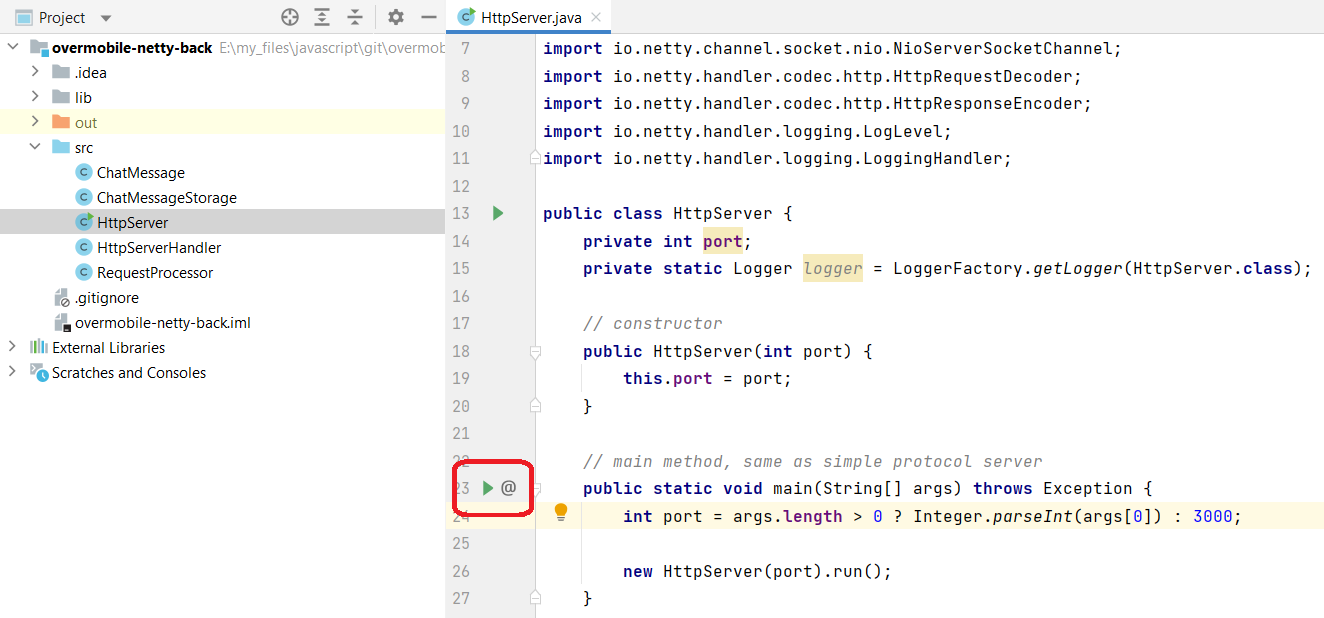 Project
HttpServer.java
overmobile-netty-back E:\my_files\javascript\git\overmob
.idea
lib
out
src
ChatMessage
ChatMessageStorage
HttpServer
HttpServerHandler
RequestProcessor
.gitignore
overmobile-netty-back.iml
External Libraries
Scratches and Consoles
7 import io.netty.channel.socket.nio.NioServerSocketChannel;
8 import io.netty.handler.codec.http.HttpRequestDecoder;
9 import io.netty.handler.codec.http.HttpResponseEncoder;
10 import io.netty.handler.logging.LogLevel;
11 import io.netty.handler.logging.LoggingHandler;
12
13 public class HttpServer {
14 private int port;
15 private static Logger logger = LoggerFactory.getLogger(HttpServer.class);
16
17 // constructor
18 public HttpServer(int port) {
19 this.port = port;
20 }
21
22 // main method, same as simple protocol server
23 @ public static void main(String[] args) throws Exception {
24 int port = args.length > 0 ? Integer.parseInt(args[0]) : 3000;
25
26 new HttpServer(port).run();
27 }